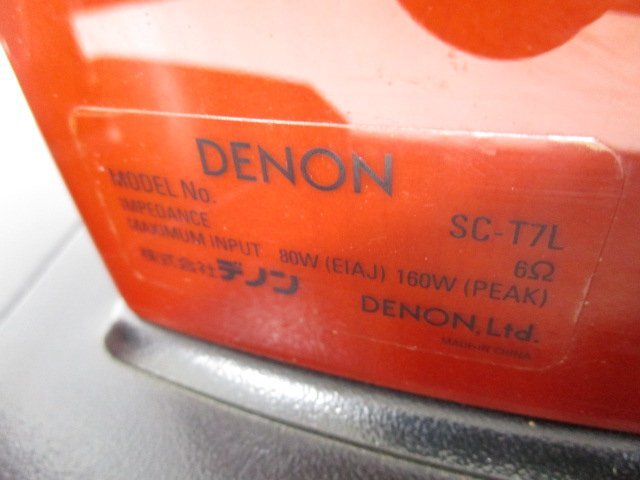 DENON
MODEL No. SC-T7L
IMPEDANCE 6Ω
MAXIMUM INPUT 80W (EIAJ) 160W (PEAK)
株式会社デノン DENON, Ltd.
MADE IN CHINA